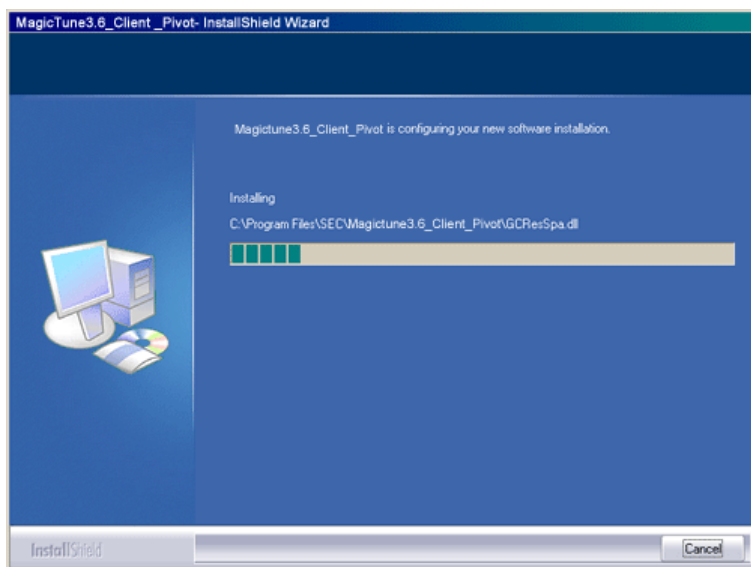 MagicTune3.6_Client _Pivot- InstallShield Wizard
Magictune3.6_Client_Pivot is configuring your new software installation.
Installing
C:\Program Files\SEC\Magictune3.6_Client_Pivot\GCResSpa.dll
InstallShield
Cancel